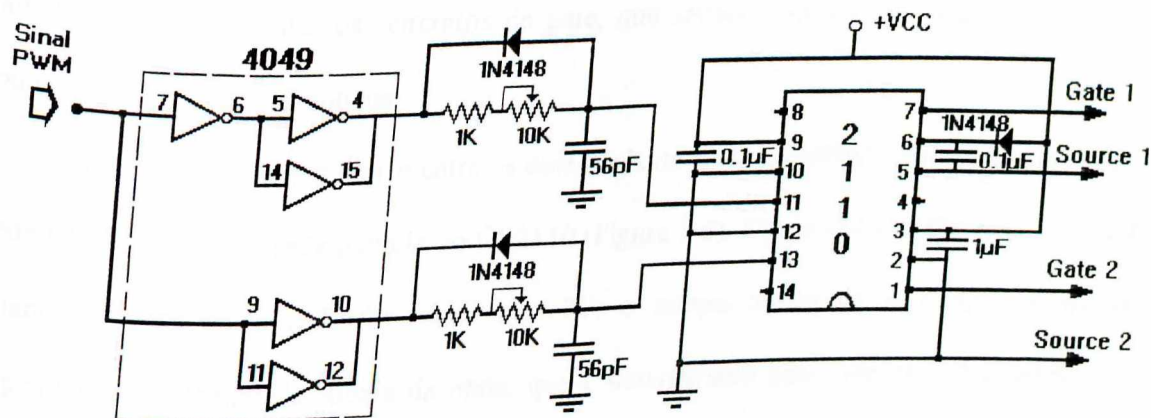 Sinal
PWM
4049
7
6
5
4
14
15
9
10
11
12
1N4148
1K
10K
56pF
1N4148
1K
10K
56pF
+VCC
0.1µF
8
9
10
11
12
13
14
2
1
1
0
7
6
5
4
3
2
1
1N4148
0.1µF
1µF
Gate 1
Source 1
Gate 2
Source 2